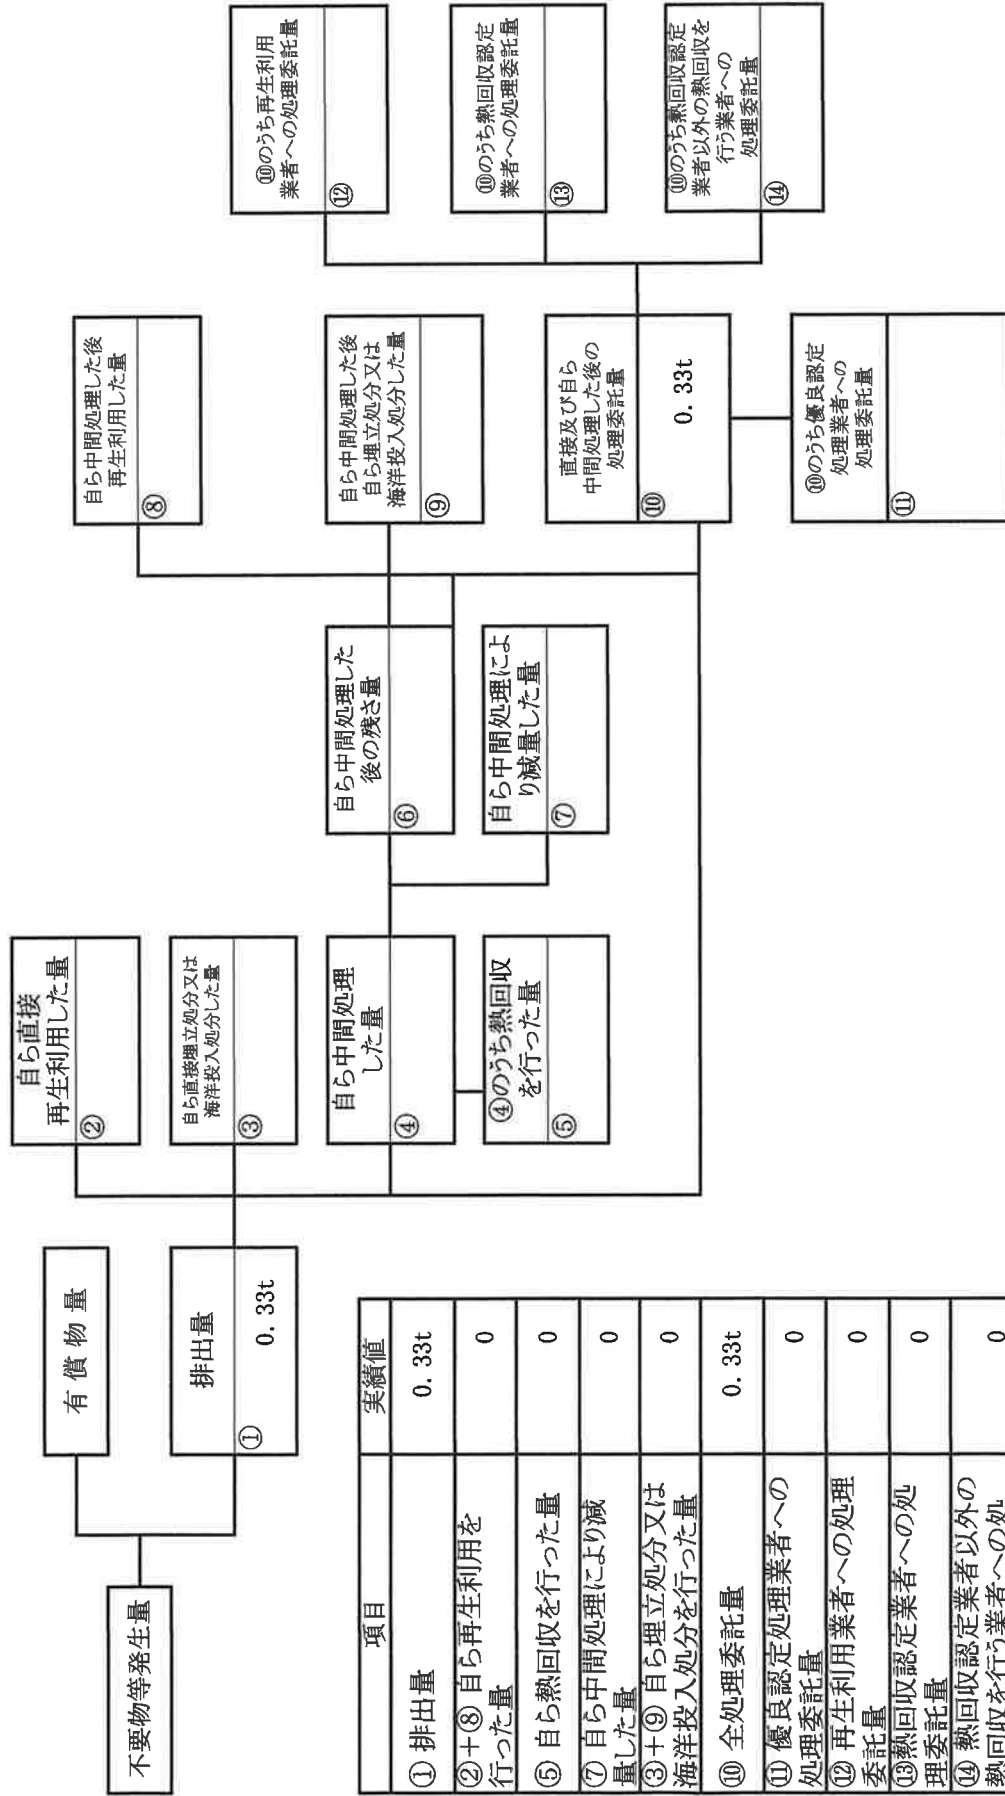 不要物等発生量
有償物量
排出量
①
0.33t
自ら直接
再生利用した量
②
自ら直接埋立処分又は
海洋投入処分した量
③
自ら中間処理
した量
④
④のうち熱回収
を行った量
⑤
自ら中間処理した
後の残さ量
⑥
自ら中間処理によ
り減量した量
⑦
自ら中間処理した後
再生利用した量
⑧
自ら中間処理した後
自ら埋立処分又は
海洋投入処分した量
⑨
直接及び自ら
中間処理した後の
処理委託量
⑩
0.33t
⑩のうち優良認定
処理業者への
処理委託量
⑪
⑩のうち再生利用
業者への処理委託量
⑫
⑩のうち熱回収認定
業者への処理委託量
⑬
⑩のうち熱回収認定
業者以外の熱回収を
行う業者への
処理委託量
⑭
項目 実績値
① 排出量 0.33t
②+⑧ 自ら再生利用を
行った量 0
⑤ 自ら熱回収を行った量 0
⑦ 自ら中間処理により減
量した量 0
③+⑨ 自ら埋立処分又は
海洋投入処分を行った量 0
⑩ 全処理委託量 0.33t
⑪ 優良認定処理業者への
処理委託量 0
⑫ 再生利用業者への処理
委託量 0
⑬熱回収認定業者への処
理委託量 0
⑭ 熱回収認定業者以外の
熱回収を行う業者への処 0